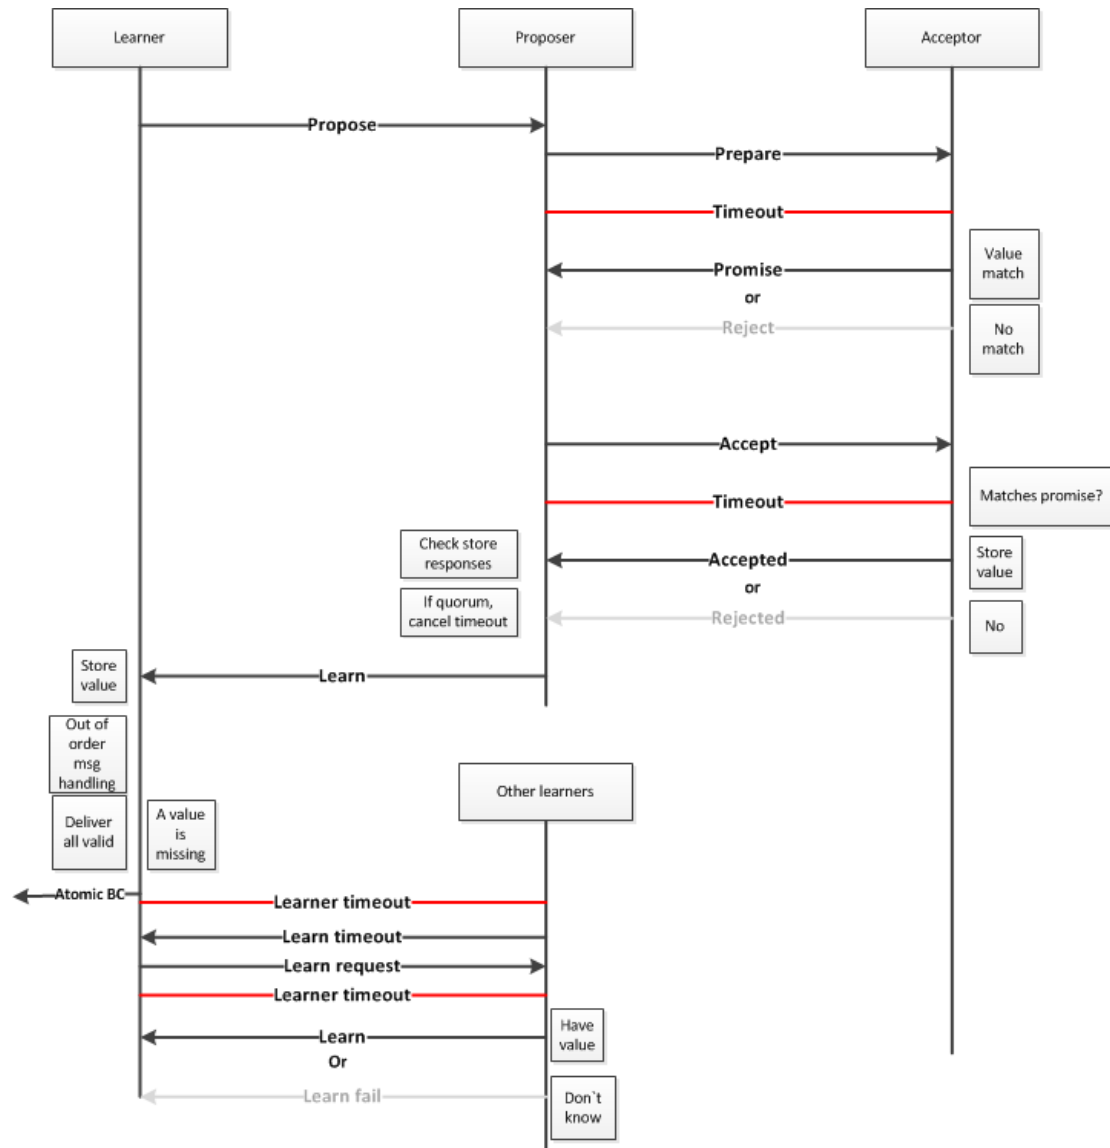 Learner
Proposer
Acceptor
Propose
Prepare
Timeout
Promise
Value
match
or
Reject
No
match
Accept
Timeout
Matches promise?
Check store
responses
Accepted
Store
value
or
If quorum,
cancel timeout
Rejected
No
Store
value
Learn
Out of
order
msg
handling
Other learners
Deliver
all valid
A value
is
missing
Atomic BC
Learner timeout
Learn timeout
Learn request
Learner timeout
Learn
Have
value
Or
Learn fail
Don`t
know